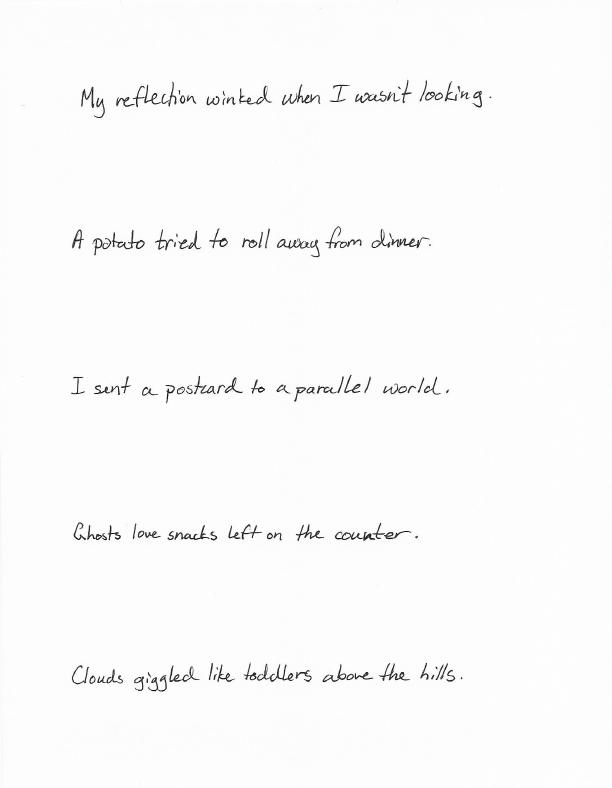 My reflection winked when I wasn't looking.
A potato tried to roll away from dinner.
I sent a postcard to a parallel world.
Ghosts love snacks left on the counter.
Clouds giggled like toddlers above the hills.